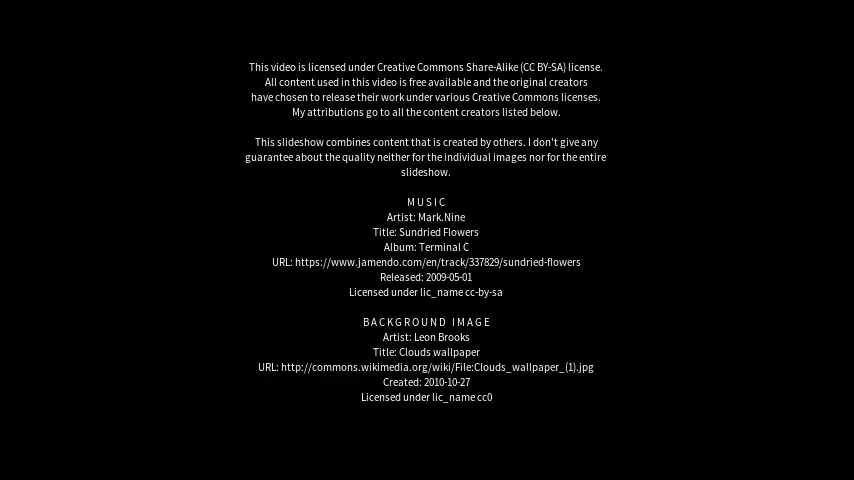 This video is licensed under Creative Commons Share-Alike (CC BY-SA) license.
All content used in this video is free available and the original creators
have chosen to release their work under various Creative Commons licenses.
My attributions go to all the content creators listed below.
This slideshow combines content that is created by others. I don't give any
guarantee about the quality neither for the individual images nor for the entire
slideshow.
M U S I C
Artist: Mark.Nine
Title: Sundried Flowers
Album: Terminal C
URL: https://www.jamendo.com/en/track/337829/sundried-flowers
Released: 2009-05-01
Licensed under lic_name cc-by-sa
B A C K G R O U N D   I M A G E
Artist: Leon Brooks
Title: Clouds wallpaper
URL: http://commons.wikimedia.org/wiki/File:Clouds_wallpaper_(1).jpg
Created: 2010-10-27
Licensed under lic_name cc0